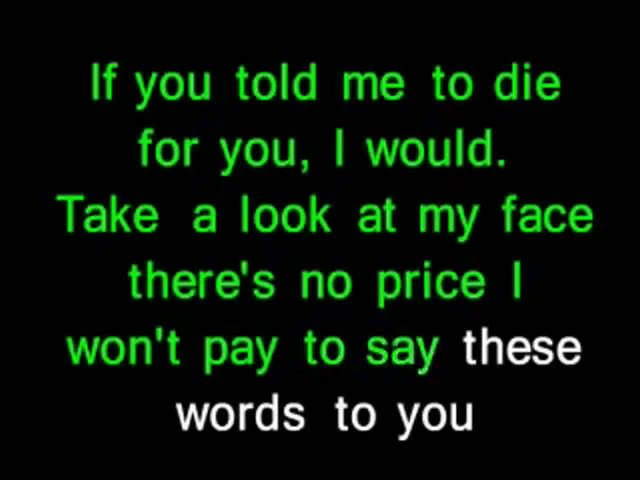 If you told me to die
for you, I would.
Take a look at my face
there's no price I
won't pay to say these
words to you